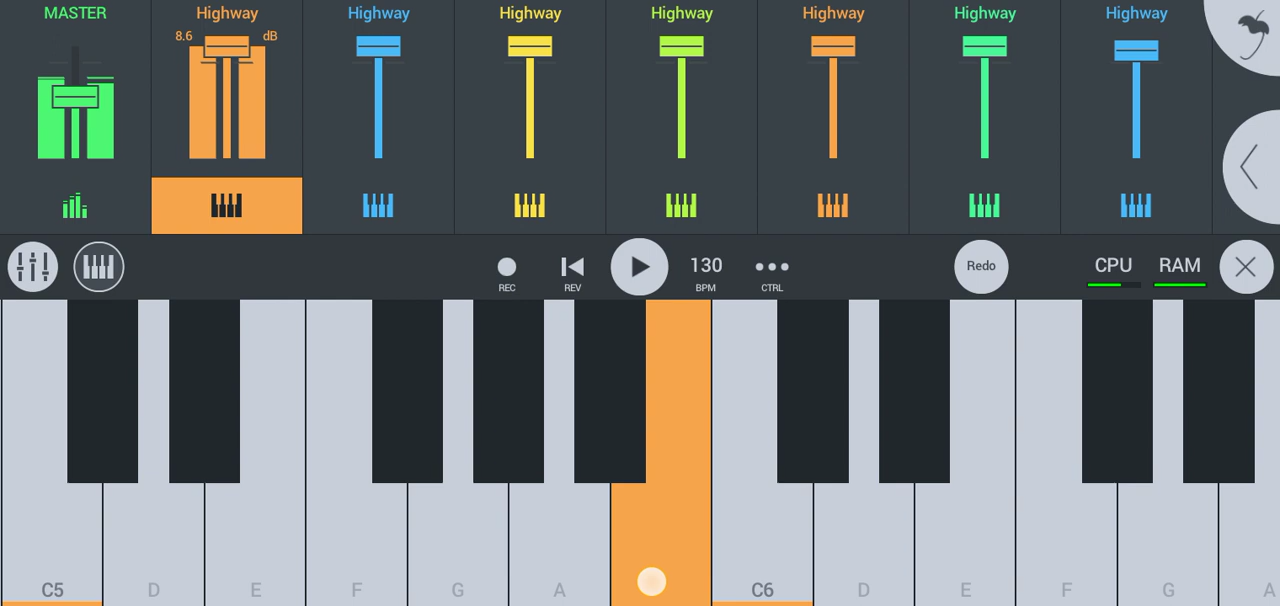 MASTER Highway Highway Highway Highway Highway Highway Highway
8.6 dB
130 Redo CPU RAM
REC REV BPM CTRL
C5 D E F G A C6 D E F G A